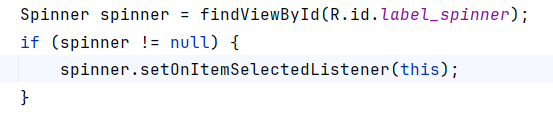 Spinner spinner = findViewById(R.id.label_spinner);
if (spinner != null) {
    spinner.setOnItemSelectedListener(this);
}